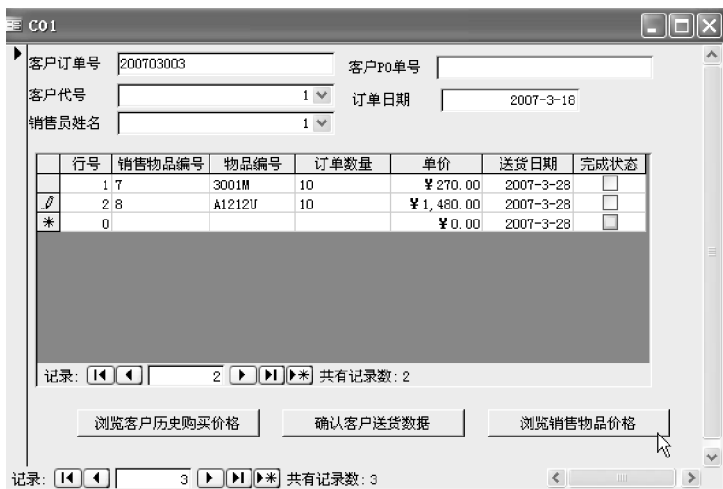 CO1
客户订单号 200703003 客户PO单号
客户代号 1 订单日期 2007-3-18
销售员姓名 1
行号 销售物品编号 物品编号 订单数量 单价 送货日期 完成状态
1 7 3001M 10 ¥270.00 2007-3-28
2 8 A1212U 10 ¥1,480.00 2007-3-28
0 ¥0.00 2007-3-28
记录: 2 共有记录数: 2
浏览客户历史购买价格 确认客户送货数据 浏览销售物品价格
记录: 3 共有记录数: 3